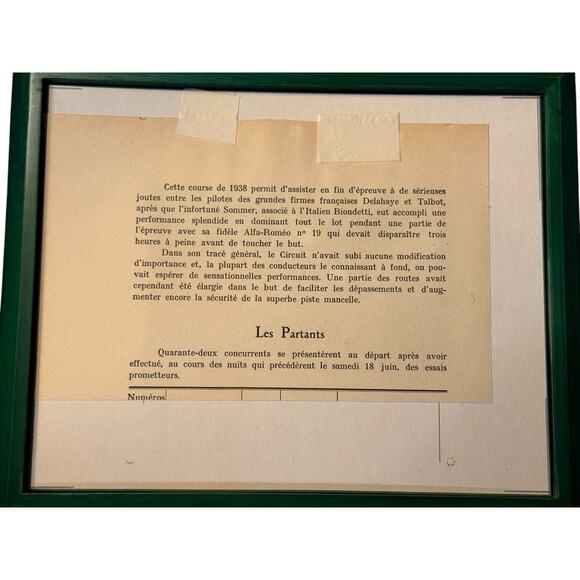 Cette course de 1938 permit d'assister en fin d'épreuve à de sérieuses
joutes entre les pilotes des grandes firmes françaises Delahaye et Talbot,
après que l'infortuné Sommer, associé à l'Italien Biondetti, eut accompli une
performance splendide en dominant tout le lot pendant une partie de
l'épreuve avec sa fidèle Alfa-Roméo nº 19 qui devait disparaître trois
heures à peine avant de toucher le but.
Dans son tracé général, le Circuit n'avait subi aucune modification
d'importance et, la plupart des conducteurs le connaissant à fond, on pou-
vait espérer de sensationnelles performances. Une partie des routes avait
cependant été élargie dans le but de faciliter les dépassements et d'aug-
menter encore la sécurité de la superbe piste mancelle.
Les Partants
Quarante-deux concurrents se présentèrent au départ après avoir
effectué, au cours des nuits qui précédèrent le samedi 18 juin, des essais
prometteurs.
Numéros